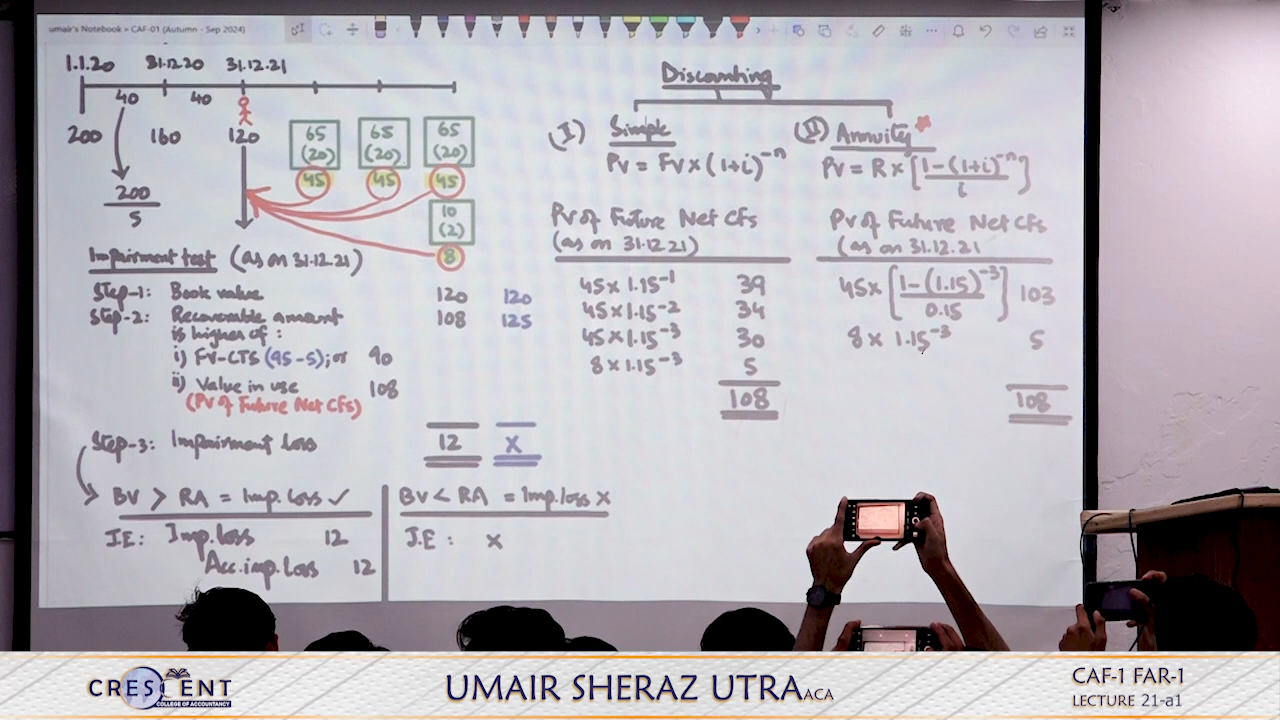 umair's Notebook » CAF-01 (Autumn - Sep 2024)
1.1.20 31.12.20 31.12.21
40 40
200 160 120
200
5
65 65 65
(20) (20) (20)
45 45 45
10
(2)
8
Impairment test (as on 31.12.21)
Step-1: Book value 120 120
Step-2: Recoverable amount 108 125
is higher of:
i) FV-CTS (95-5); or 90
ii) Value in use 108
(PV of Future Net Cfs)
Step-3: Impairment loss 12 X
BV > RA = Imp. loss ✓
J.E: Imp. loss 12
Acc. imp. loss 12
BV < RA = Imp. loss X
J.E: X
Discounting
I) Simple
PV = FV x (1+i)^-n
PV of Future Net Cfs
(as on 31.12.21)
45 x 1.15^-1 39
45 x 1.15^-2 34
45 x 1.15^-3 30
8 x 1.15^-3 5
108
II) Annuity *
PV = R x [1-(1+i)^-n / i]
PV of Future Net Cfs
(as on 31.12.21
45 x [1-(1.15)^-3 / 0.15] 103
8 x 1.15^-3 5
108
CRESCENT
COLLEGE OF ACCOUNTANCY
UMAIR SHERAZ UTRA ACA
CAF-1 FAR-1
LECTURE 21-a1